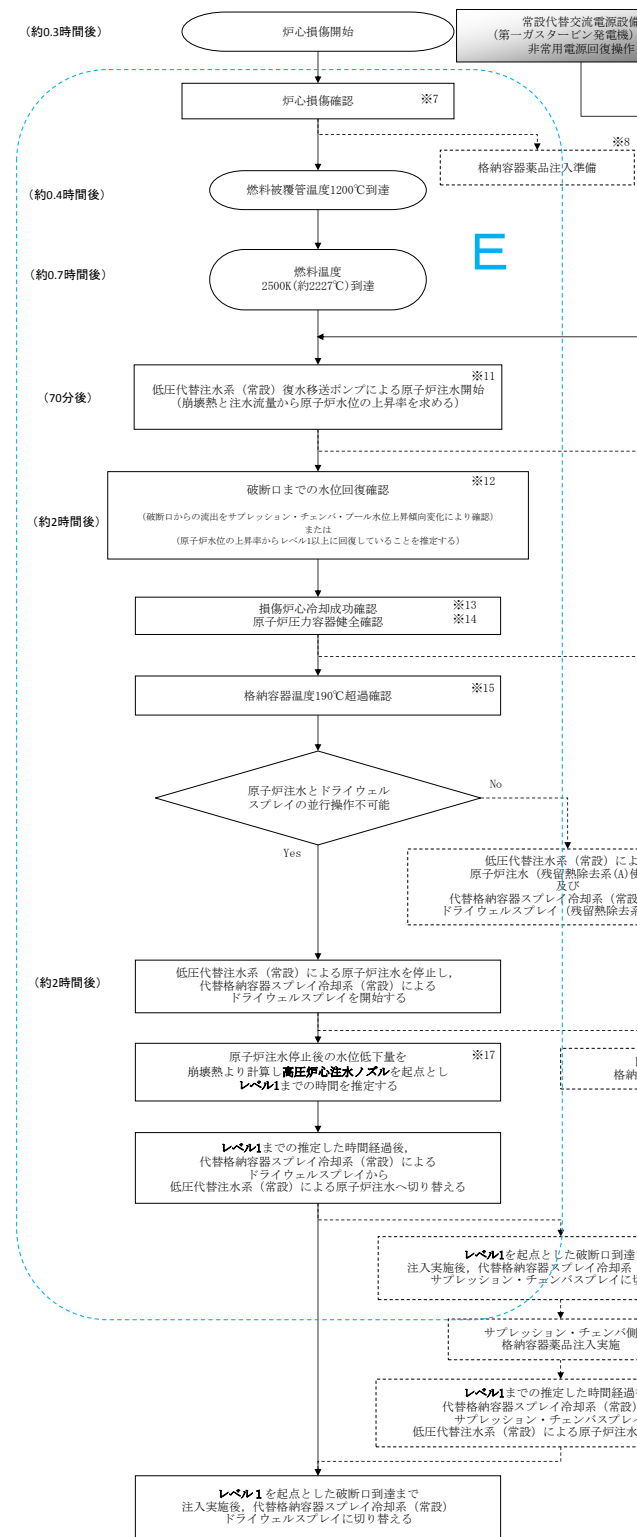 (約0.3時間後)
炉心損傷開始
常設代替交流電源設備
(第一ガスタービン発電機)
非常用電源回復操作
炉心損傷確認
※7
※8
格納容器薬品注入準備
(約0.4時間後)
燃料被覆管温度1200℃到達
E
(約0.7時間後)
燃料温度
2500K(約2227℃)到達
※11
(70分後)
低圧代替注水系（常設）復水移送ポンプによる原子炉注水開始
（崩壊熱と注水流量から原子炉水位の上昇率を求める）
※12
破断口までの水位回復確認
(約2時間後)
(破断口からの流出をサプレッション・チェンバ・プール水位上昇傾向変化により確認)
または
(原子炉水位の上昇率からレベル1以上に回復していることを推定する)
損傷炉心冷却成功確認
※13
原子炉圧力容器健全確認
※14
格納容器温度190℃超過確認
※15
原子炉注水とドライウェル
スプレイの並行操作不可能
No
Yes
低圧代替注水系（常設）によ
原子炉注水（残留熱除去系(A)使
及び
代替格納容器スプレイ冷却系（常設
ドライウェルスプレイ（残留熱除去系
(約2時間後)
低圧代替注水系（常設）による原子炉注水を停止し，
代替格納容器スプレイ冷却系（常設）による
ドライウェルスプレイを開始する
原子炉注水停止後の水位低下量を
※17
崩壊熱より計算し高圧炉心注水ノズルを起点とし
レベル1までの時間を推定する
格納
レベル1までの推定した時間経過後，
代替格納容器スプレイ冷却系（常設）による
ドライウェルスプレイから
低圧代替注水系（常設）による原子炉注水へ切り替える
レベル1を起点とした破断口到達
注入実施後，代替格納容器スプレイ冷却系
サプレッション・チェンバスプレイに切
サプレッション・チェンバ側
格納容器薬品注入実施
レベル1までの推定した時間経過
代替格納容器スプレイ冷却系（常設）
サプレッション・チェンバスプレ
低圧代替注水系（常設）による原子炉注水
レベル１を起点とした破断口到達まで
注入実施後，代替格納容器スプレイ冷却系（常設）
ドライウェルスプレイに切り替える